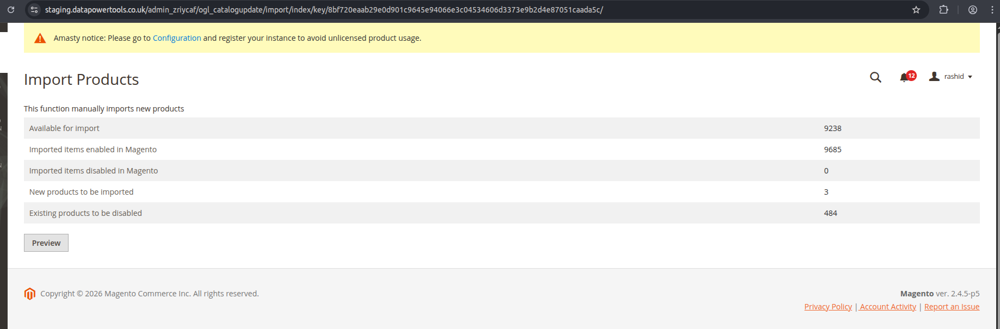 staging.datapowertools.co.uk/admin_zriycaf/ogl_catalogupdate/import/index/key/8bf720eaab29e0d901c9645e94066e3c04534606d3373e9b2d4e87051caada5c/
Amasty notice: Please go to Configuration and register your instance to avoid unlicensed product usage.
Import Products
12
rashid
This function manually imports new products
Available for import 9238
Imported items enabled in Magento 9685
Imported items disabled in Magento 0
New products to be imported 3
Existing products to be disabled 484
Preview
Copyright © 2026 Magento Commerce Inc. All rights reserved.
Magento ver. 2.4.5-p5
Privacy Policy | Account Activity | Report an Issue